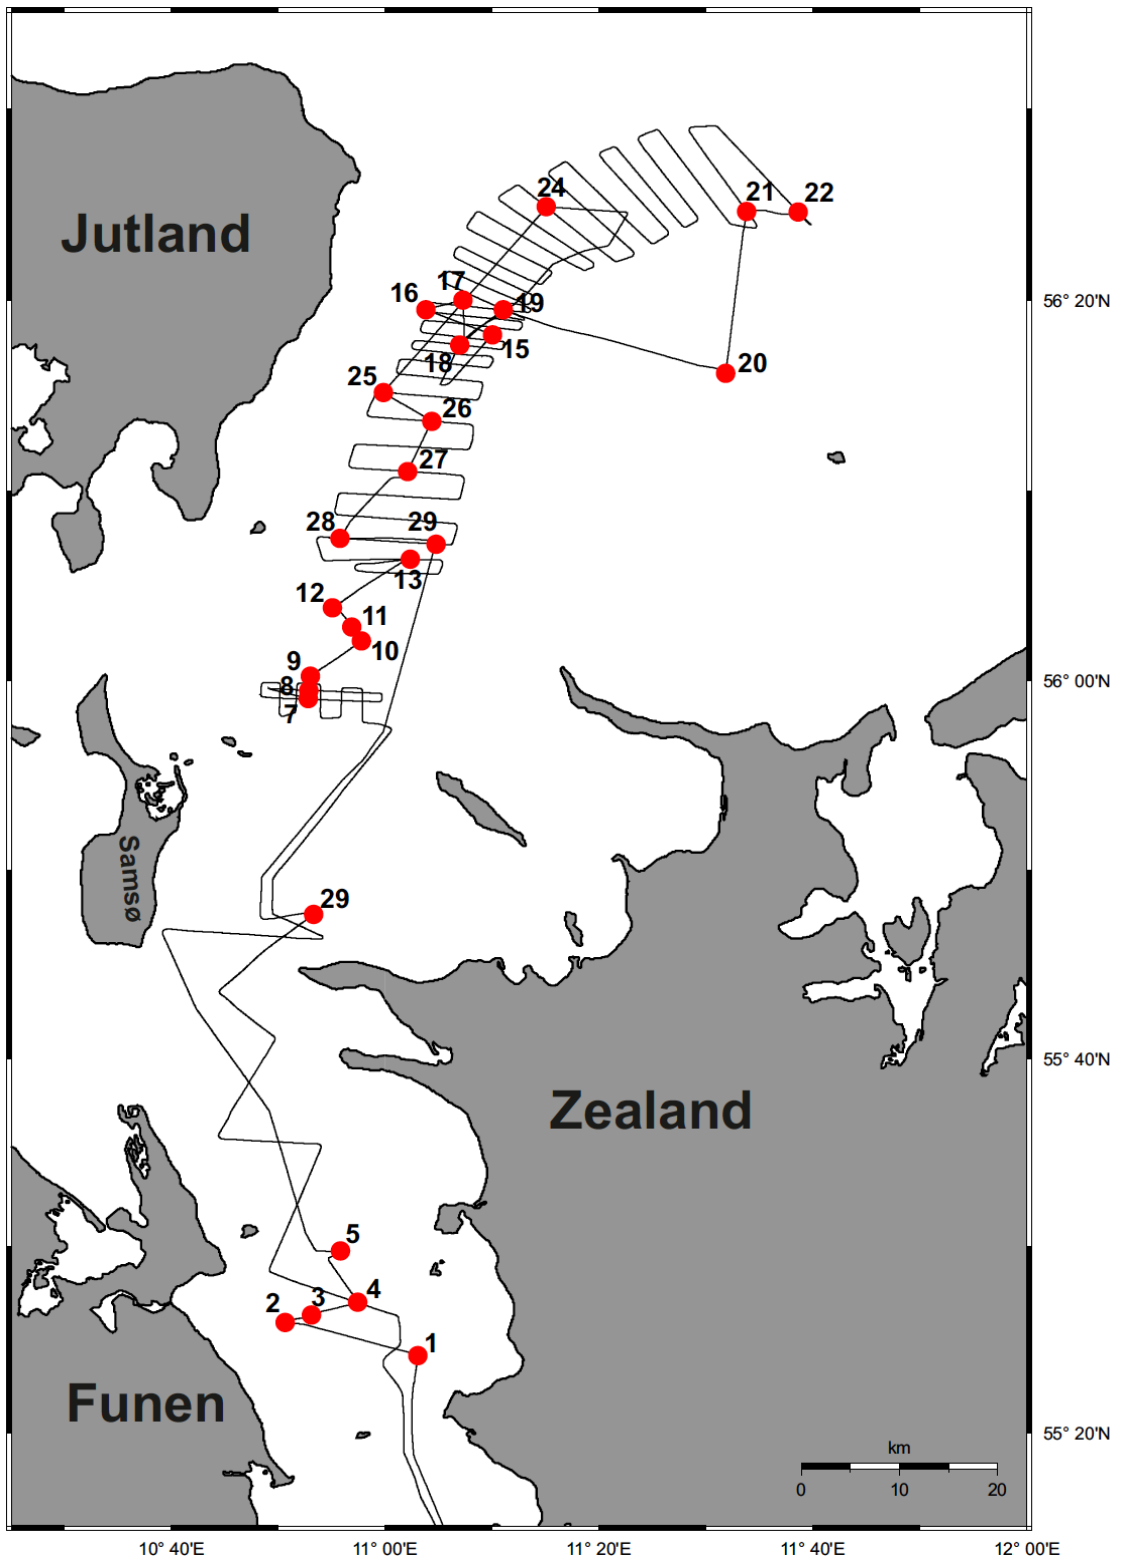 24
21
22
Jutland
17
16
19
56° 20'N
15
18
20
25
26
27
28
29
13
12
11
10
9
8
56° 00'N
7
Samsø
29
55° 40'N
Zealand
5
4
3
2
1
Funen
55° 20'N
km
0
10
20
10° 40'E
11° 00'E
11° 20'E
11° 40'E
12° 00'E